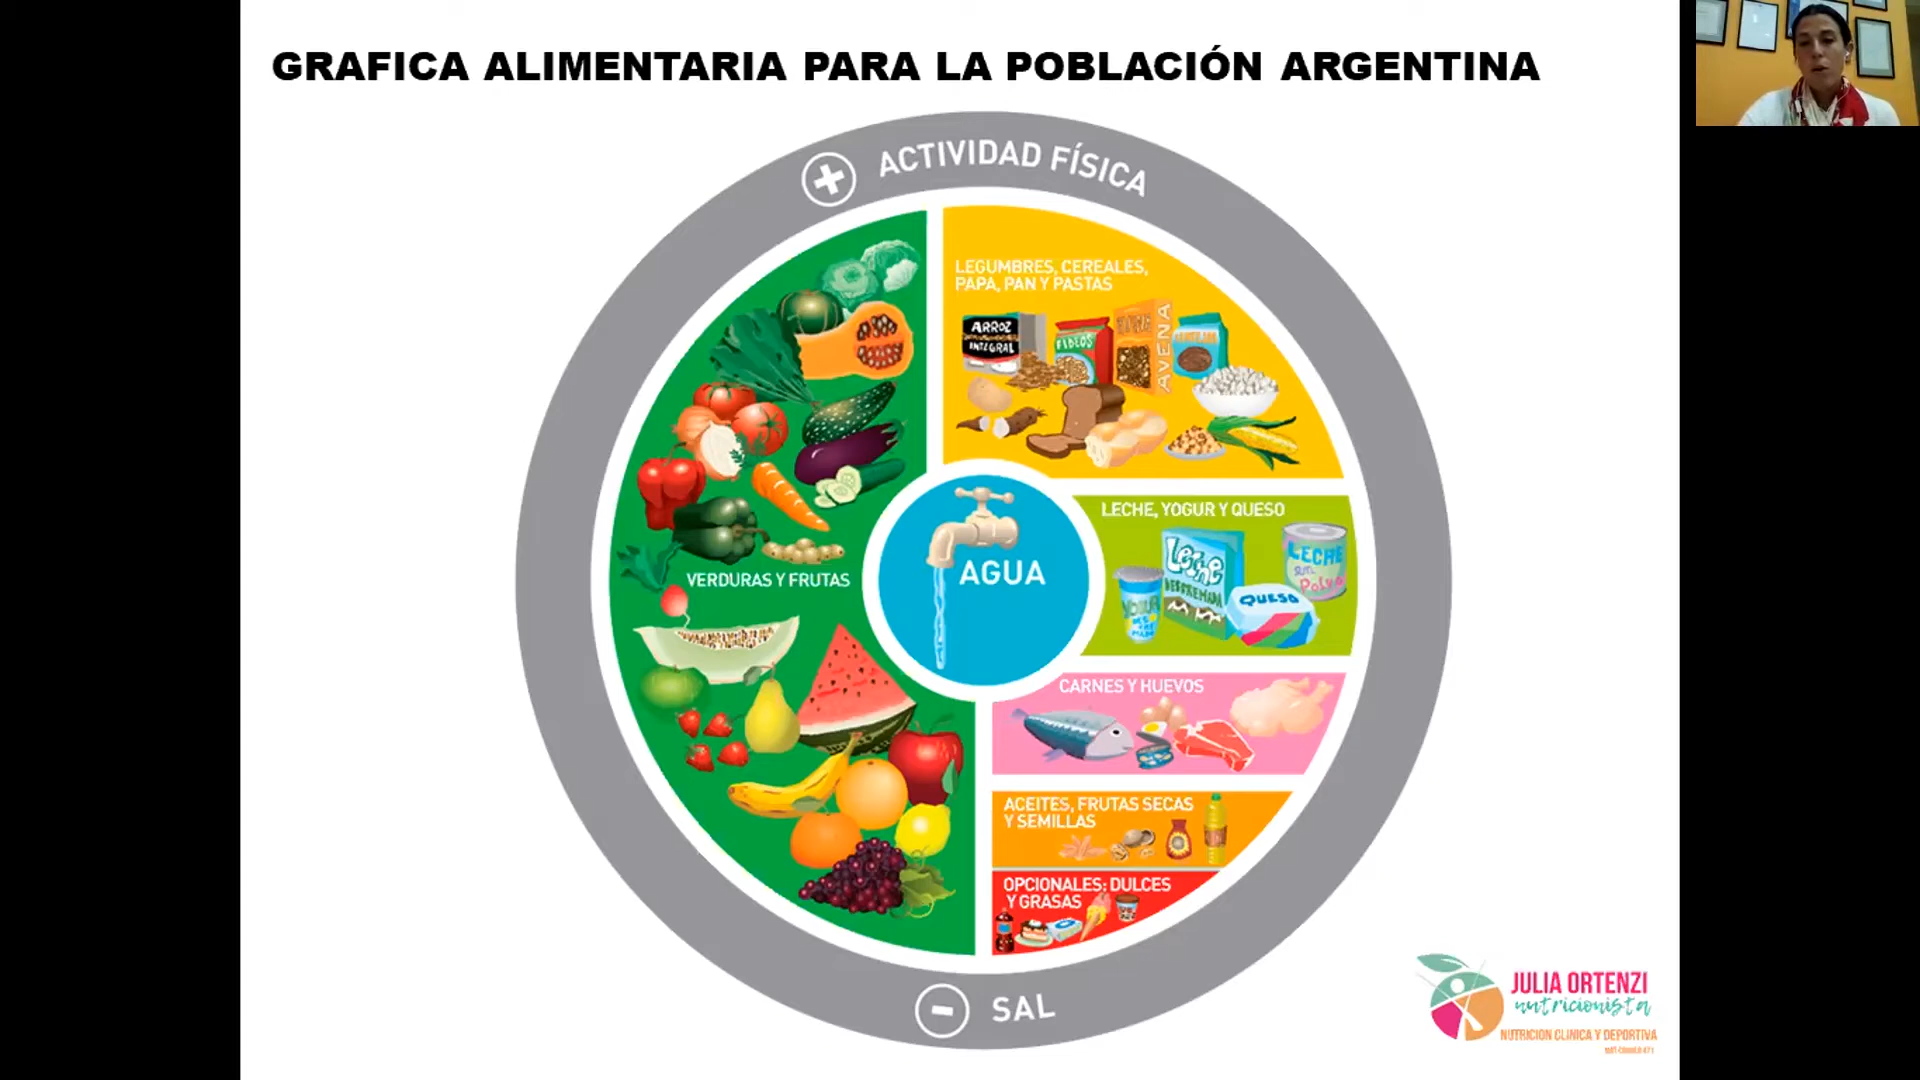 GRAFICA ALIMENTARIA PARA LA POBLACIÓN ARGENTINA
ACTIVIDAD FÍSICA
LEGUMBRES, CEREALES,
PAPA, PAN Y PASTAS
ARROZ
INTEGRAL
FIDEOS
AVENA
LECHE, YOGUR Y QUESO
LECHE
DESCREMADA
LECHE
Polvo
YOGUR
QUESO
AGUA
VERDURAS Y FRUTAS
CARNES Y HUEVOS
ACEITES, FRUTAS SECAS
Y SEMILLAS
OPCIONALES: DULCES
Y GRASAS
SAL
JULIA ORTENZI
nutricionista
NUTRICION CLINICA Y DEPORTIVA